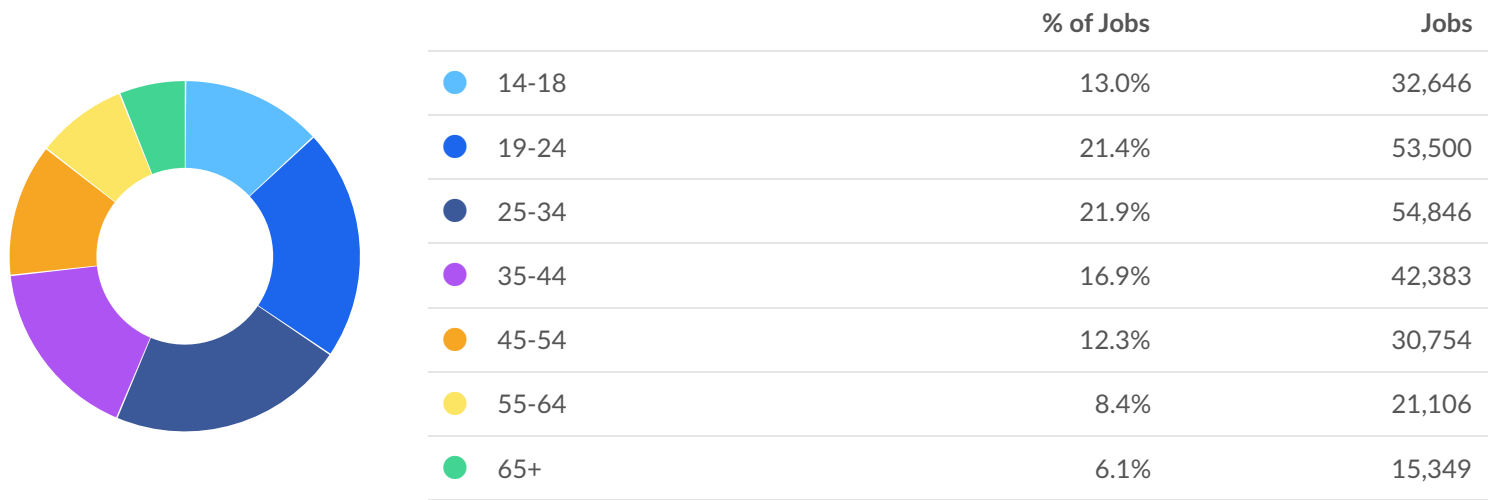 % of Jobs Jobs
14-18 13.0% 32,646
19-24 21.4% 53,500
25-34 21.9% 54,846
35-44 16.9% 42,383
45-54 12.3% 30,754
55-64 8.4% 21,106
65+ 6.1% 15,349